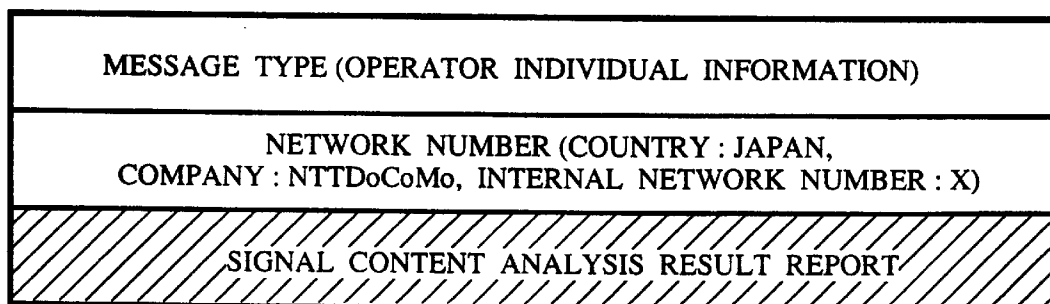 MESSAGE TYPE (OPERATOR INDIVIDUAL INFORMATION)
NETWORK NUMBER (COUNTRY : JAPAN,
COMPANY : NTTDoCoMo, INTERNAL NETWORK NUMBER : X)
SIGNAL CONTENT ANALYSIS RESULT REPORT